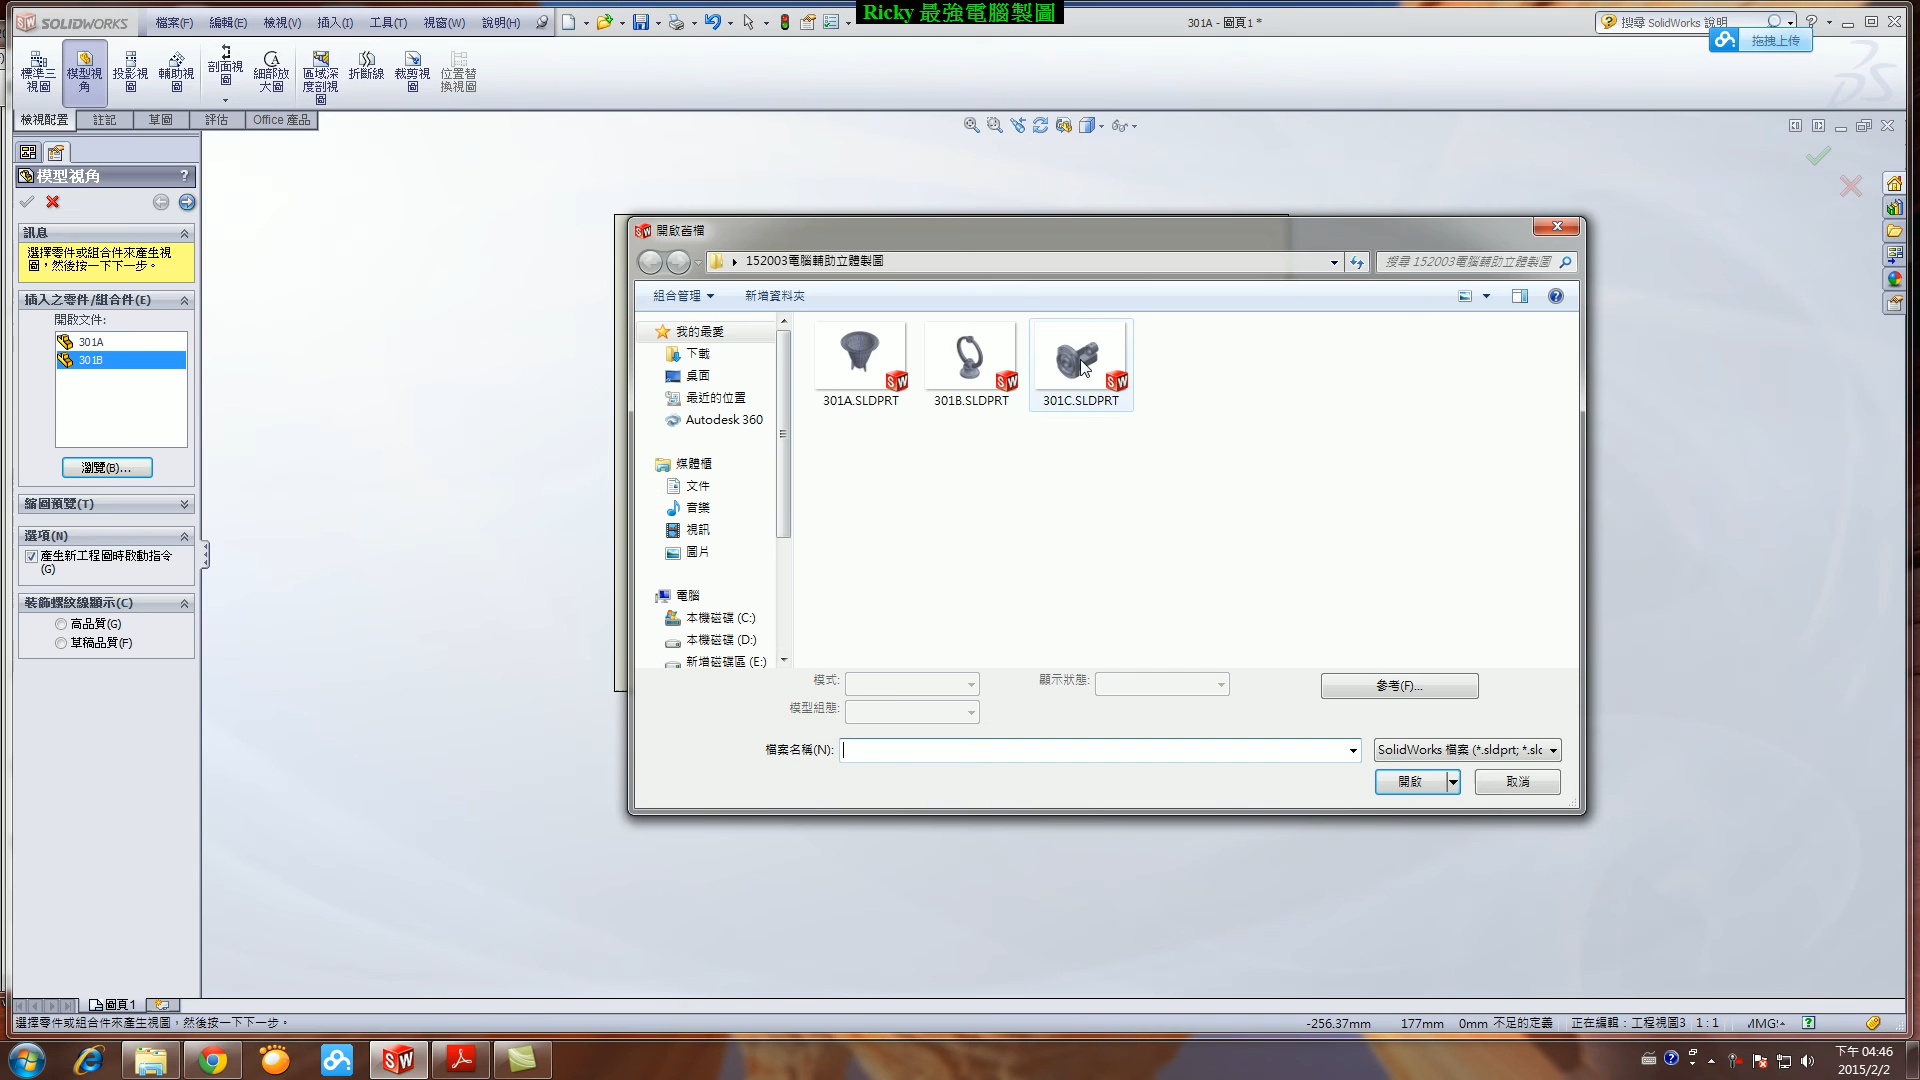 SOLIDWORKS
檔案(F)
編輯(E)
檢視(V)
插入(I)
工具(T)
視窗(W)
說明(H)
Ricky 最強電腦製圖
301A - 圖頁1 *
搜尋 SolidWorks 說明
拖拽上传
標準三視圖
模型視角
投影視圖
輔助視圖
剖面視圖
細部放大圖
區域深度剖視圖
折斷線
裁剪視圖
位置替換視圖
檢視配置
註記
草圖
評估
Office 產品
模型視角
?
訊息
選擇零件或組合件來產生視
圖，然後按一下下一步。
插入之零件/組合件(E)
開啟文件:
301A
301B
瀏覽(B)...
縮圖預覽(T)
選項(N)
產生新工程圖時啟動指令
(G)
裝飾螺紋線顯示(C)
高品質(G)
草稿品質(F)
開啟舊檔
152003電腦輔助立體製圖
搜尋 152003電腦輔助立體製圖
組合管理
新增資料夾
我的最愛
下載
桌面
最近的位置
Autodesk 360
媒體櫃
文件
音樂
視訊
圖片
電腦
本機磁碟 (C:)
本機磁碟 (D:)
新增磁碟區 (E:)
301A.SLDPRT
301B.SLDPRT
301C.SLDPRT
模式:
顯示狀態:
參考(F)...
模型組態:
檔案名稱(N):
SolidWorks 檔案 (*.sldprt; *.slc
開啟
取消
圖頁1
選擇零件或組合件來產生視圖，然後按一下下一步。
-256.37mm
177mm
0mm
不足的定義
正在編輯：工程視圖3
1 : 1
下午 04:46
2015/2/2